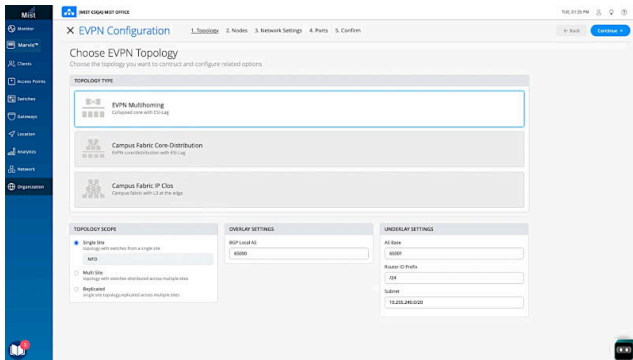 Mist
[MIST CSQA] MIST OFFICE
TUE, 01:35 PM
Monitor
Marvis™
Clients
Access Points
Switches
Gateways
Location
Analytics
Network
Organization
EVPN Configuration
1. Topology 2. Nodes 3. Network Settings 4. Ports 5. Confirm
Back
Continue
Choose EVPN Topology
Choose the topology you want to contruct and configure related options
TOPOLOGY TYPE
EVPN Multihoming
Collapsed core with ESI-Lag
Campus Fabric Core-Distribution
EVPN core/distribution with ESI-Lag
Campus Fabric IP Clos
Campus fabric with L3 at the edge
TOPOLOGY SCOPE
Single Site
topology with switches from a single site
MFD
Multi Site
topology with switches distributed across multiple sites
Replicated
single site topology replicated across multiple sites
OVERLAY SETTINGS
BGP Local AS
65000
UNDERLAY SETTINGS
AS Base
65001
Router ID Prefix
/24
Subnet
10.255.240.0/20